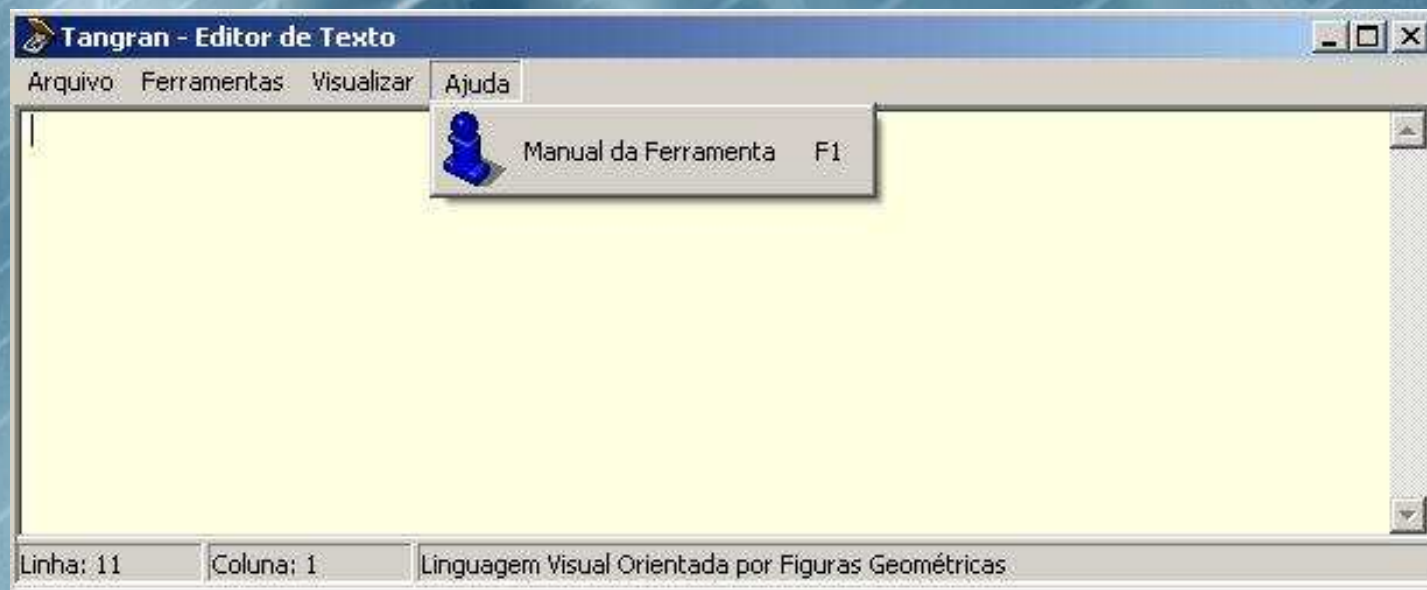 Tangran - Editor de Texto
Arquivo Ferramentas Visualizar Ajuda
Manual da Ferramenta F1
Linha: 11 Coluna: 1 Linguagem Visual Orientada por Figuras Geométricas